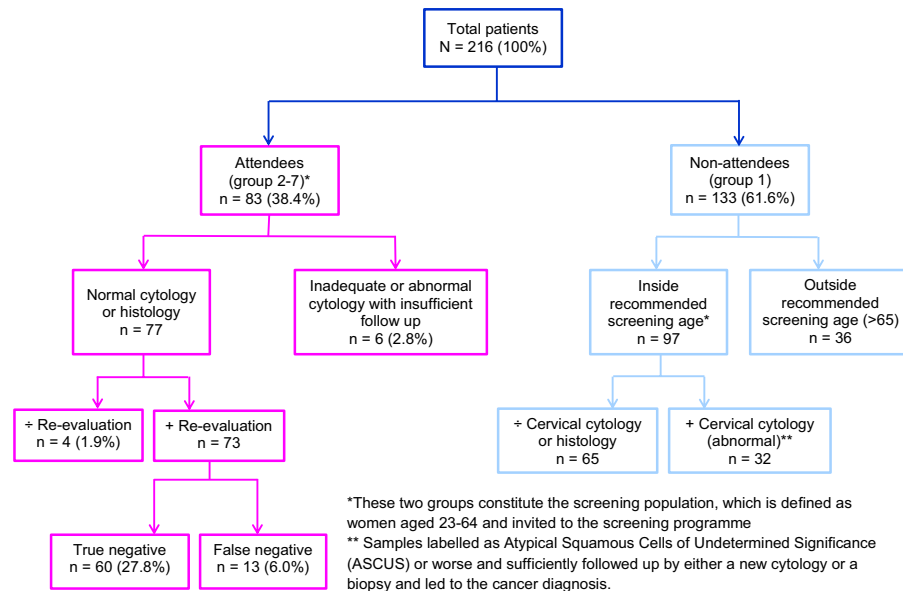 Total patients
N = 216 (100%)
Attendees
(group 2-7)*
n = 83 (38.4%)
Non-attendees
(group 1)
n = 133 (61.6%)
Normal cytology
or histology
n = 77
Inadequate or abnormal
cytology with insufficient
follow up
n = 6 (2.8%)
Inside
recommended
screening age*
n = 97
Outside
recommended
screening age (>65)
n = 36
÷ Re-evaluation
n = 4 (1.9%)
+ Re-evaluation
n = 73
÷ Cervical cytology
or histology
n = 65
+ Cervical cytology
(abnormal)**
n = 32
True negative
n = 60 (27.8%)
False negative
n = 13 (6.0%)
*These two groups constitute the screening population, which is defined as
women aged 23-64 and invited to the screening programme
** Samples labelled as Atypical Squamous Cells of Undetermined Significance
(ASCUS) or worse and sufficiently followed up by either a new cytology or a
biopsy and led to the cancer diagnosis.